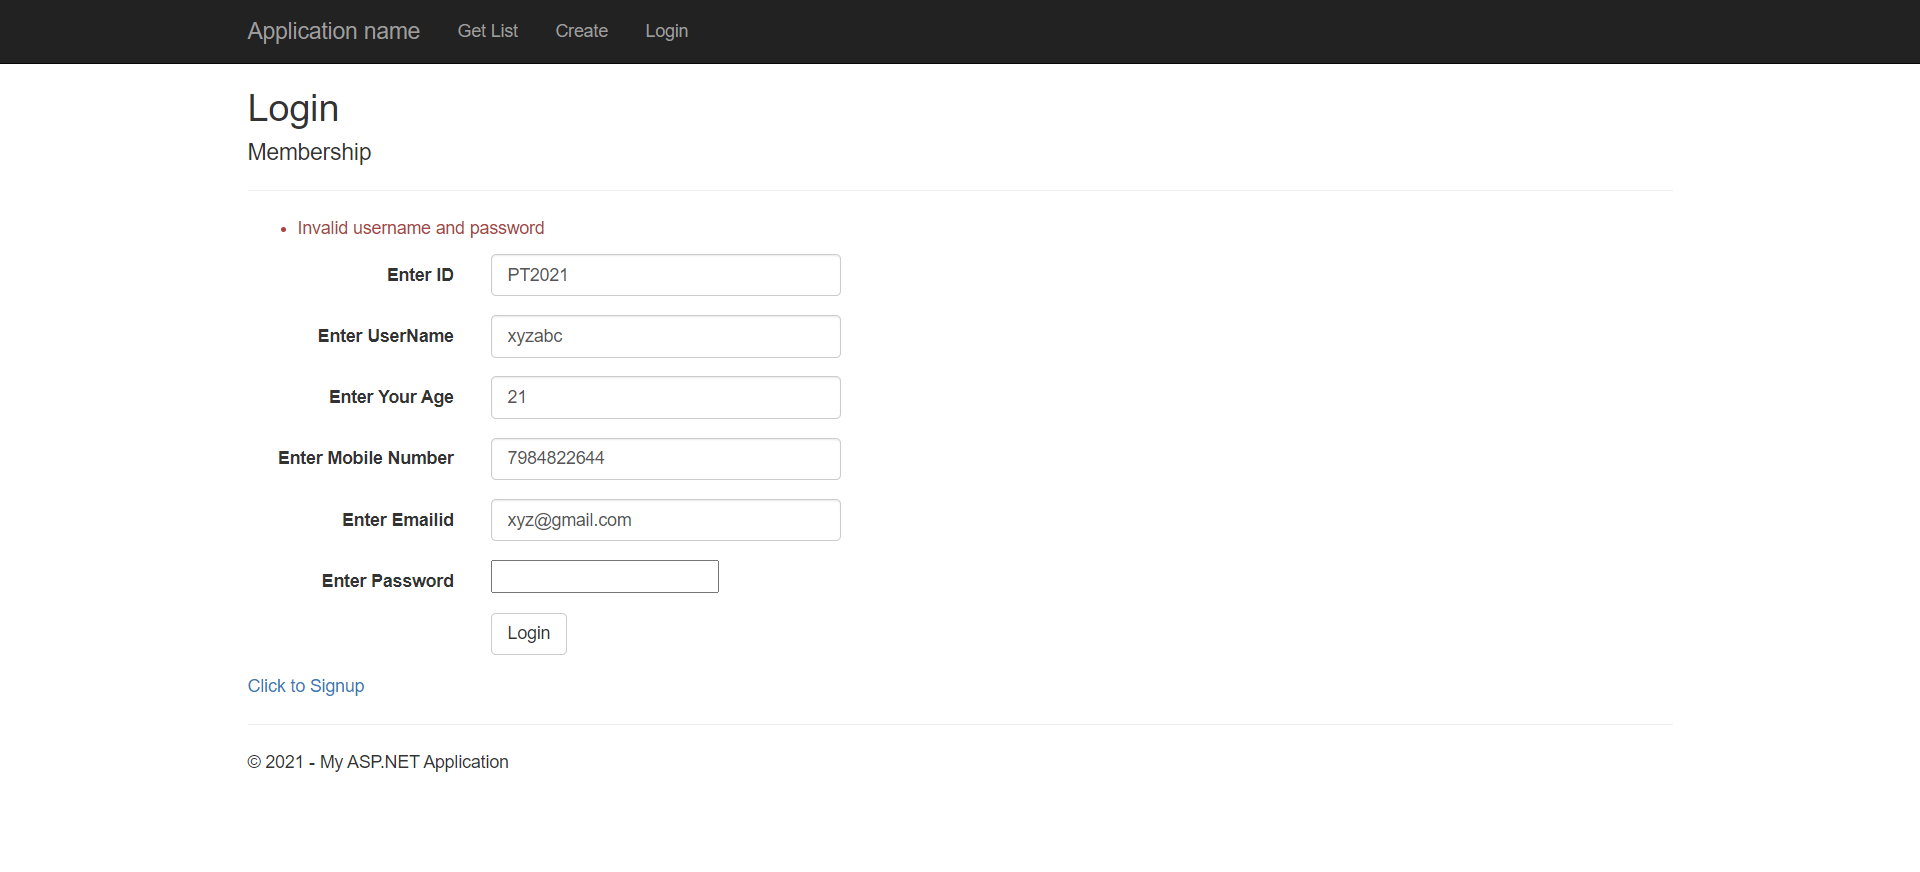 Application name Get List Create Login
Login
Membership
• Invalid username and password
Enter ID PT2021
Enter UserName xyzabc
Enter Your Age 21
Enter Mobile Number 7984822644
Enter Emailid xyz@gmail.com
Enter Password
Login
Click to Signup
© 2021 - My ASP.NET Application